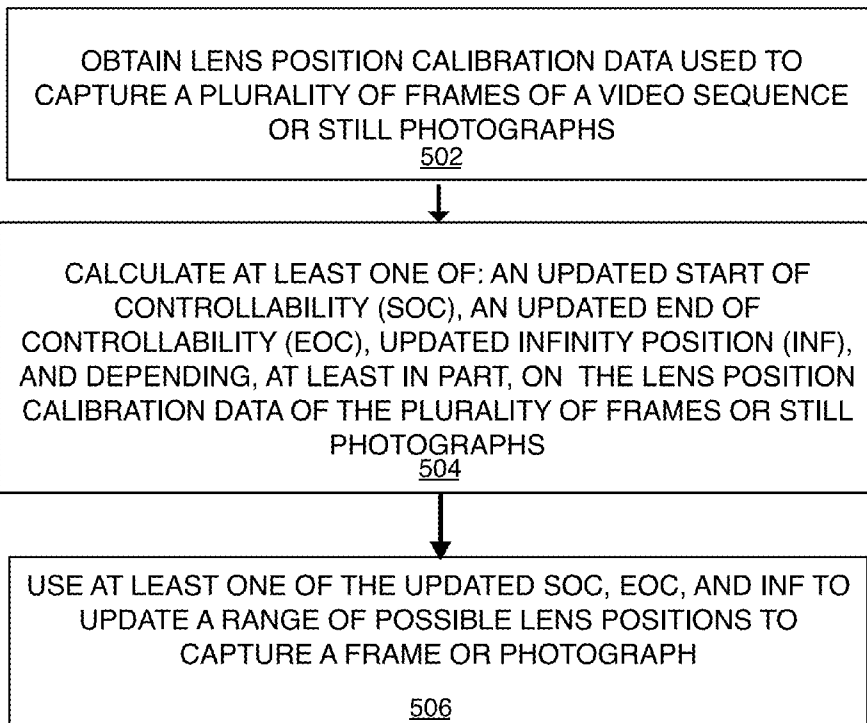 OBTAIN LENS POSITION CALIBRATION DATA USED TO
CAPTURE A PLURALITY OF FRAMES OF A VIDEO SEQUENCE
OR STILL PHOTOGRAPHS
502
CALCULATE AT LEAST ONE OF: AN UPDATED START OF
CONTROLLABILITY (SOC), AN UPDATED END OF
CONTROLLABILITY (EOC), UPDATED INFINITY POSITION (INF),
AND DEPENDING, AT LEAST IN PART, ON THE LENS POSITION
CALIBRATION DATA OF THE PLURALITY OF FRAMES OR STILL
PHOTOGRAPHS
504
USE AT LEAST ONE OF THE UPDATED SOC, EOC, AND INF TO
UPDATE A RANGE OF POSSIBLE LENS POSITIONS TO
CAPTURE A FRAME OR PHOTOGRAPH
506